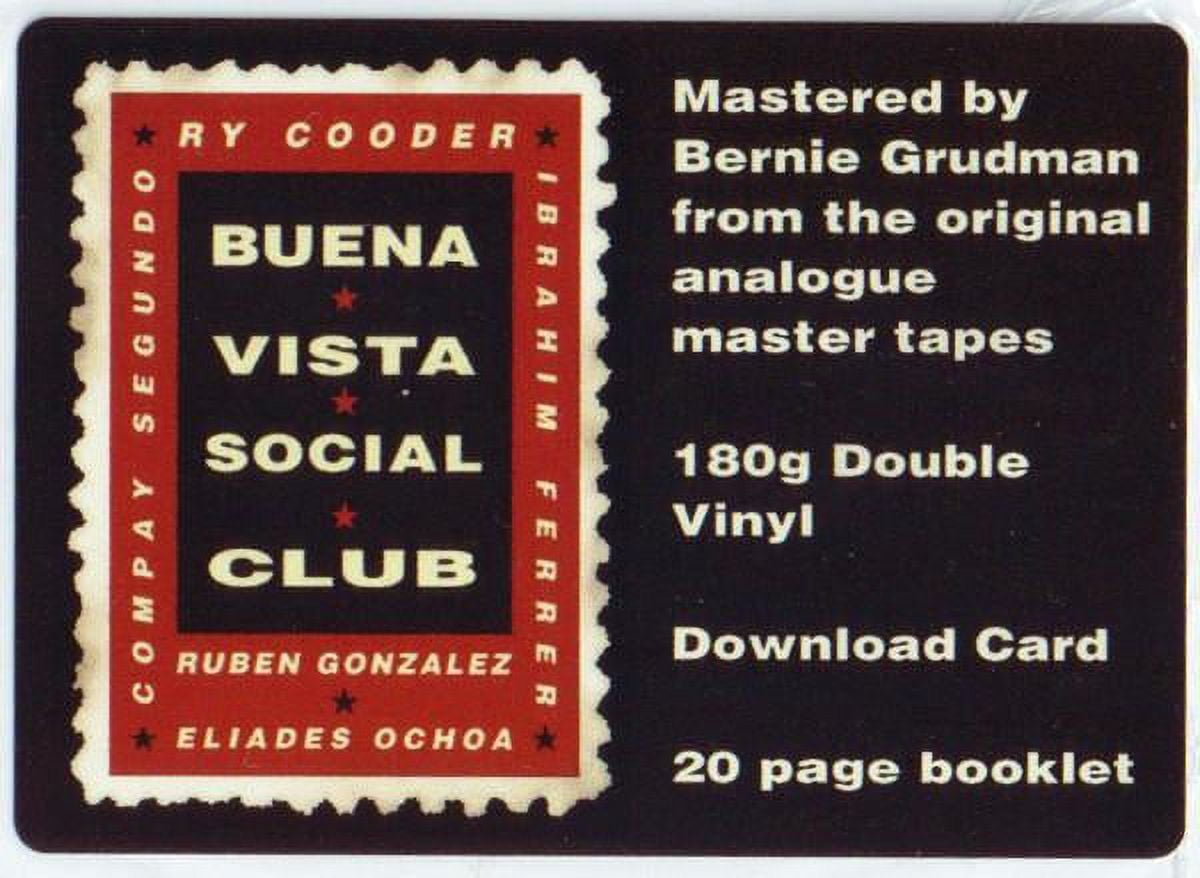 RY COODER
COMPAY SEGUNDO
IBRAHIM FERRER
BUENA
VISTA
SOCIAL
CLUB
RUBEN GONZALEZ
ELIADES OCHOA
Mastered by
Bernie Grudman
from the original
analogue
master tapes
180g Double
Vinyl
Download Card
20 page booklet